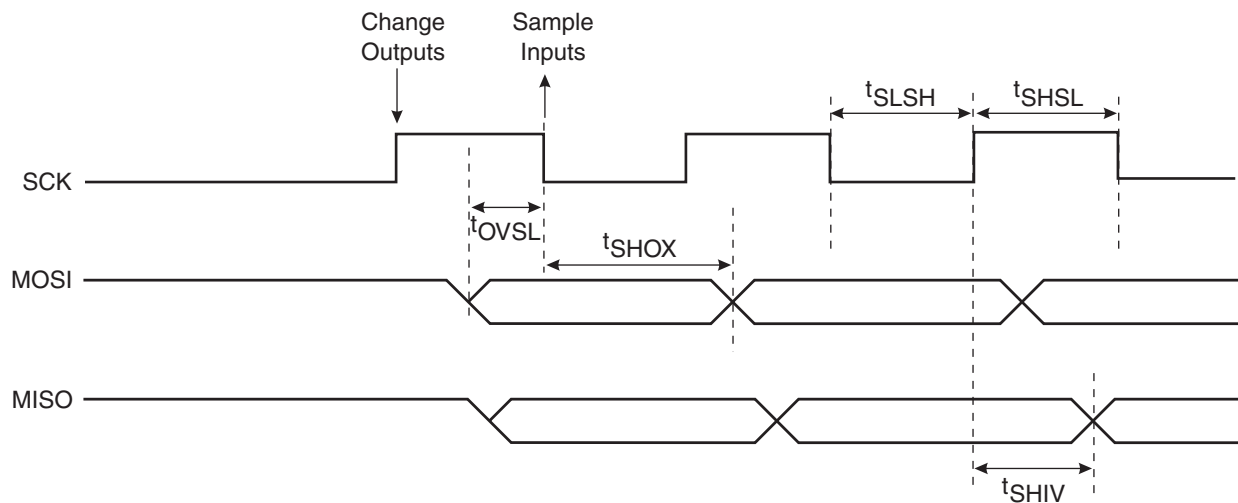 Change
Outputs
Sample
Inputs
tSLSH
tSHSL
SCK
tOVSL
tSHOX
MOSI
MISO
tSHIV